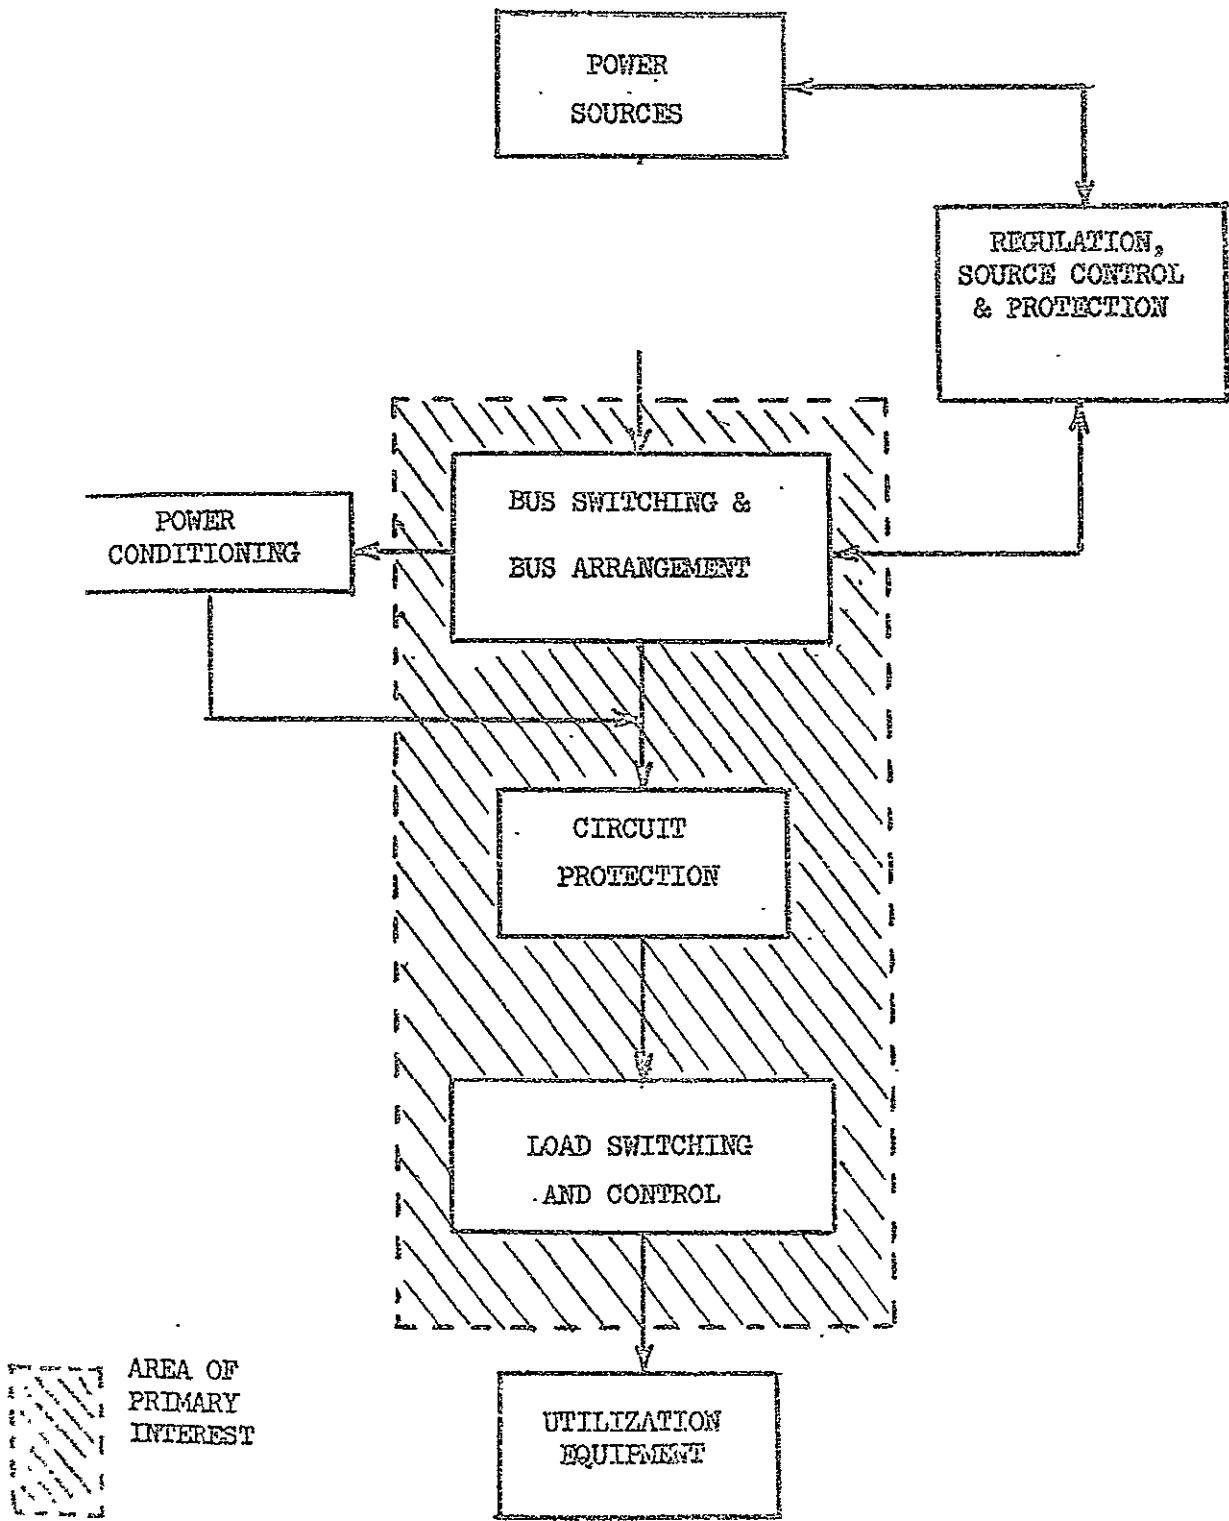 POWER
SOURCES
REGULATION,
SOURCE CONTROL
& PROTECTION
BUS SWITCHING &
BUS ARRANGEMENT
POWER
CONDITIONING
CIRCUIT
PROTECTION
LOAD SWITCHING
AND CONTROL
UTILIZATION
EQUIPMENT
AREA OF
PRIMARY
INTEREST